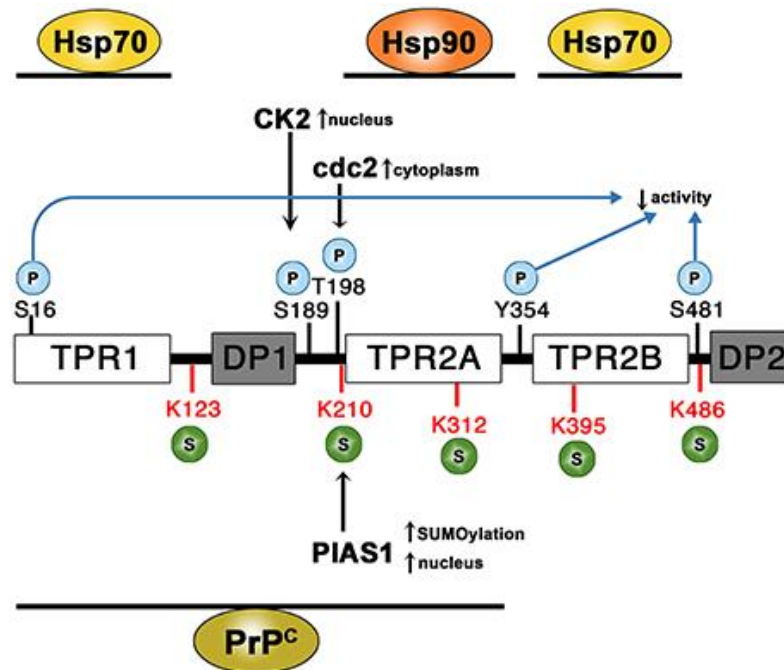 Hsp70 Hsp90 Hsp70
CK2 ↑nucleus
cdc2 ↑cytoplasm
↓ activity
P P P P P
S16 S189 T198 Y354 S481
TPR1 DP1 TPR2A TPR2B DP2
K123 K210 K312 K395 K486
S S S S S
PIAS1 ↑SUMOylation
↑nucleus
PrPᶜ